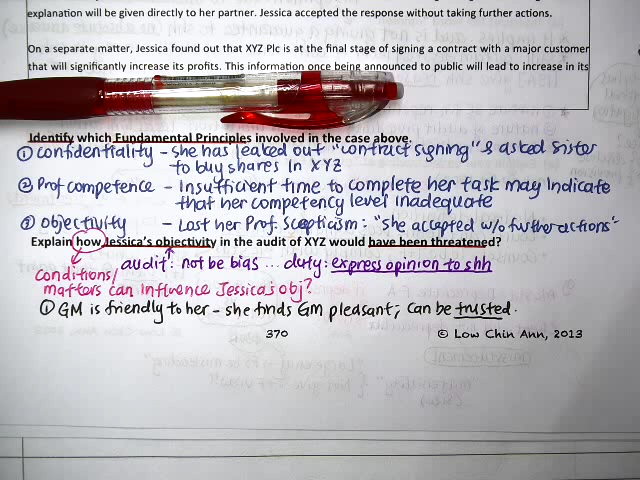 explanation will be given directly to her partner. Jessica accepted the response without taking further actions.
On a separate matter, Jessica found out that XYZ Plc is at the final stage of signing a contract with a major customer
that will significantly increase its profits. This information once being announced to public will lead to increase in its
Identify which Fundamental Principles involved in the case above.
① Confidentiality - She has leaked out "contract signing" & asked sister
to buy shares in XYZ
② Prof competence - Insufficient time to complete her task may indicate
that her competency level inadequate
③ Objectivity - Lost her Prof. Scepticism: "she accepted w/o further actions"
Explain how Jessica's objectivity in the audit of XYZ would have been threatened?
audit: not be bias ... duty: express opinion to shh
Conditions/
matters can influence Jessica's obj?
① GM is friendly to her - she finds GM pleasant; can be trusted.
370 © Low Chin Ann, 2013